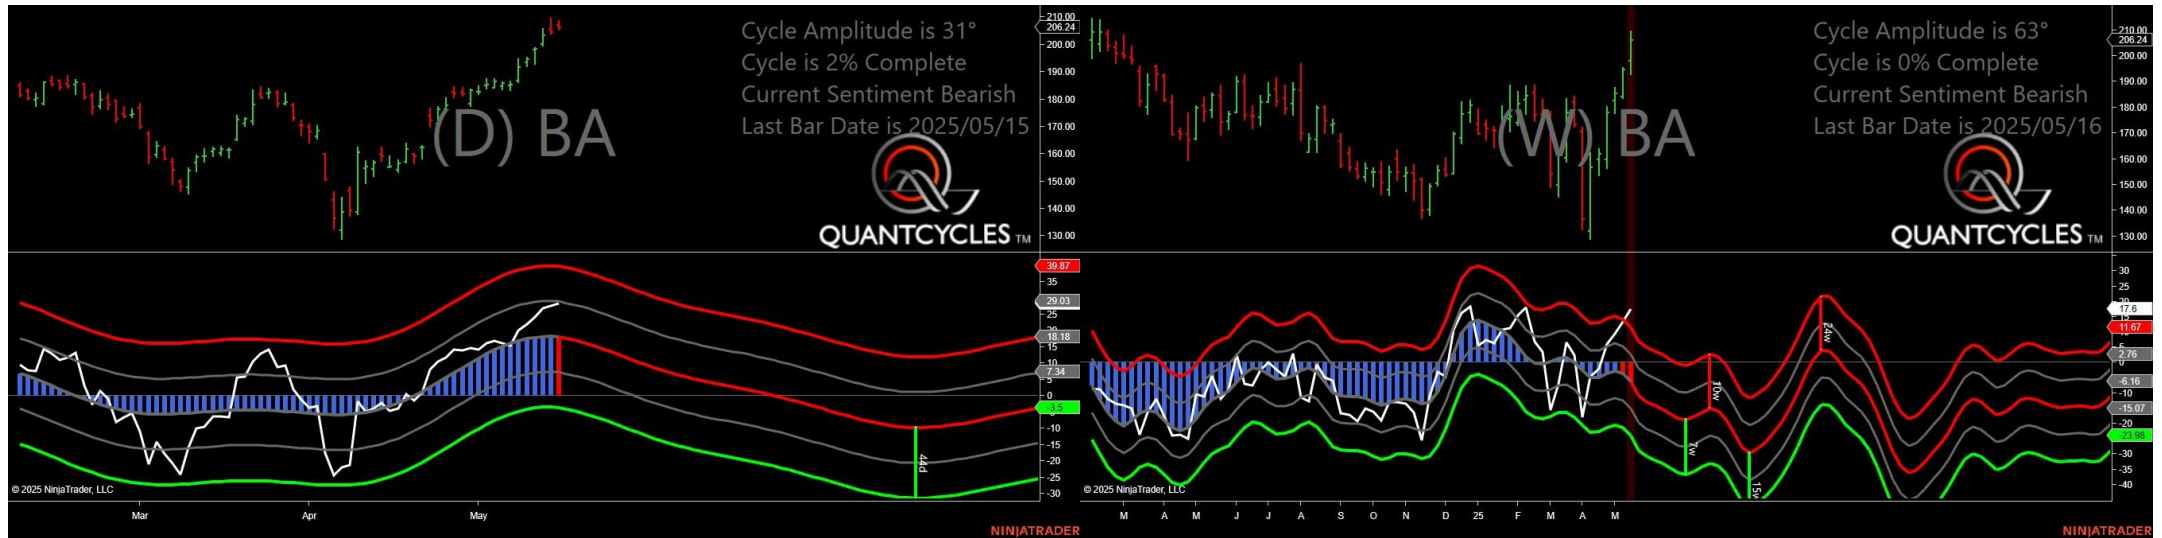 Cycle Amplitude is 31°
Cycle is 2% Complete
Current Sentiment Bearish
Last Bar Date is 2025/05/15
(D) BA
QUANTCYCLES TM
210.00
206.24
200.00
190.00
180.00
170.00
160.00
150.00
140.00
130.00
39.87
35
29.03
25
18.18
15
10
7.34
5
0
-3.5
-10
-15
-20
-25
-30
44d
© 2025 NinjaTrader, LLC
Mar Apr May
NINJATRADER
Cycle Amplitude is 63°
Cycle is 0% Complete
Current Sentiment Bearish
Last Bar Date is 2025/05/16
(W) BA
QUANTCYCLES TM
210.00
206.24
200.00
190.00
180.00
170.00
160.00
150.00
140.00
130.00
30
25
17.6
11.67
2.76
-6.16
-10
-15.07
-20
-23.98
-30
-35
-40
24w
10w
7w
15w
© 2025 NinjaTrader, LLC
M A M J J A S O N D 25 F M A M
NINJATRADER